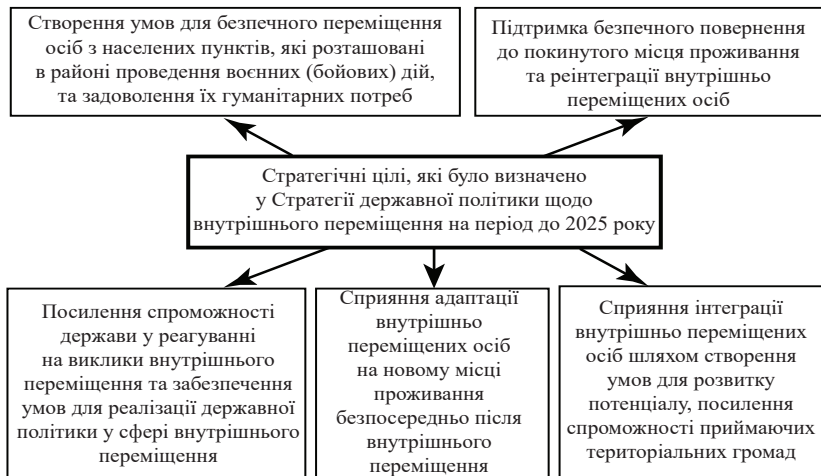 Створення умов для безпечного переміщення
осіб з населених пунктів, які розташовані
в районі проведення воєнних (бойових) дій,
та задоволення їх гуманітарних потреб
Підтримка безпечного повернення
до покинутого місця проживання
та реінтеграції внутрішньо
переміщених осіб
Стратегічні цілі, які було визначено
у Стратегії державної політики щодо
внутрішнього переміщення на період до 2025 року
Посилення спроможності
держави у реагуванні
на виклики внутрішнього
переміщення та забезпечення
умов для реалізації державної
політики у сфері внутрішнього
переміщення
Сприяння адаптації
внутрішньо
переміщених осіб
на новому місці
проживання
безпосередньо після
внутрішнього
переміщення
Сприяння інтеграції
внутрішньо переміщених
осіб шляхом створення
умов для розвитку
потенціалу, посилення
спроможності приймаючих
територіальних громад